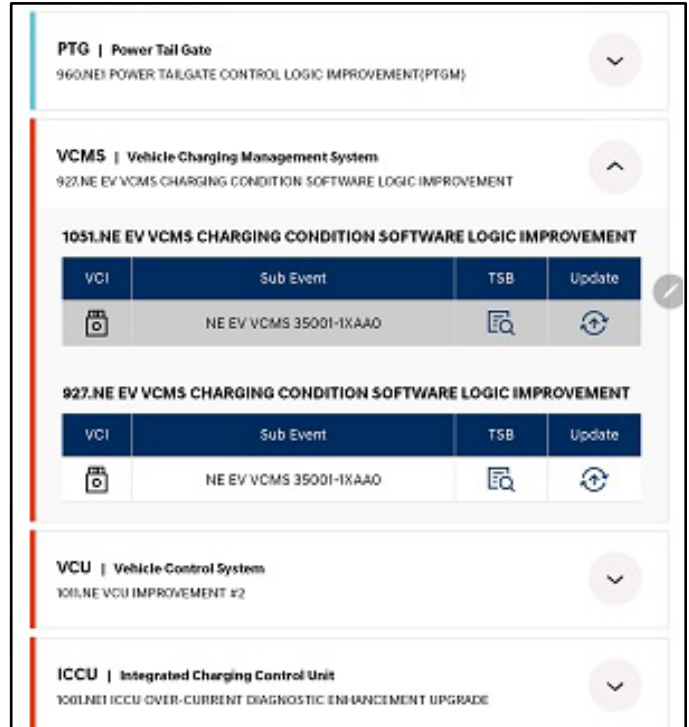 PTG | Power Tail Gate
960.NE1 POWER TAILGATE CONTROL LOGIC IMPROVEMENT(PTGM)
VCMS | Vehicle Charging Management System
927.NE EV VCMS CHARGING CONDITION SOFTWARE LOGIC IMPROVEMENT
1051.NE EV VCMS CHARGING CONDITION SOFTWARE LOGIC IMPROVEMENT
VCI Sub Event TSB Update
NE EV VCMS 35001-1XAA0
927.NE EV VCMS CHARGING CONDITION SOFTWARE LOGIC IMPROVEMENT
VCI Sub Event TSB Update
NE EV VCMS 35001-1XAA0
VCU | Vehicle Control System
1011.NE VCU IMPROVEMENT #2
ICCU | Integrated Charging Control Unit
1001.NE1 ICCU OVER-CURRENT DIAGNOSTIC ENHANCEMENT UPGRADE